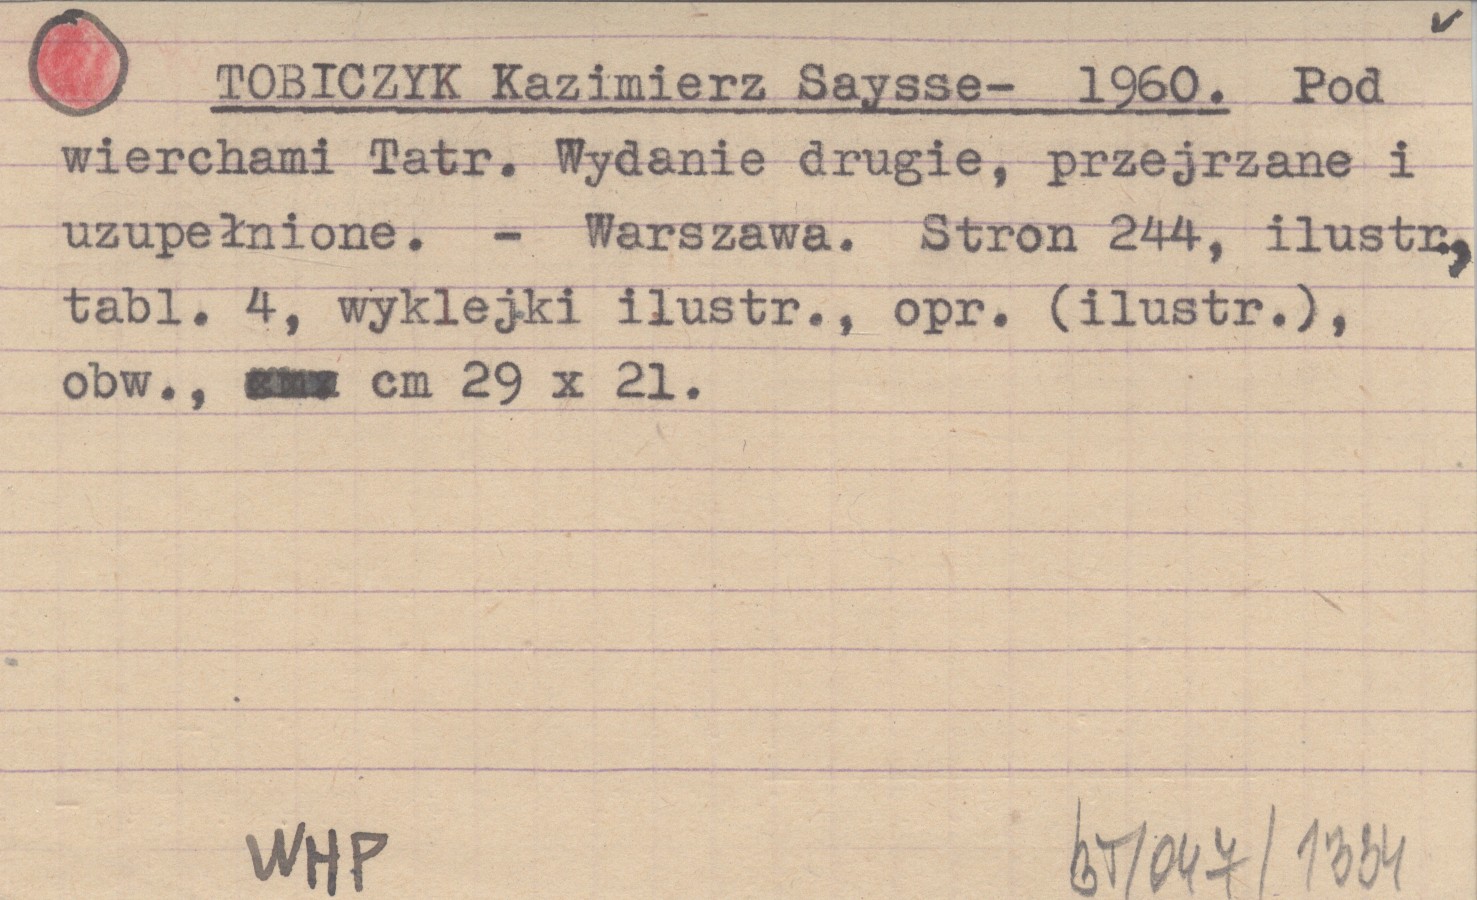 TOBICZYK Kazimierz Saysse- 1960. Pod
wierchami Tatr. Wydanie drugie, przejrzane i
uzupełnione. - Warszawa. Stron 244, ilustr.,
tabl. 4, wyklejki ilustr., opr. (ilustr.),
obw., cm 29 x 21.
WHP
bT/047/1334